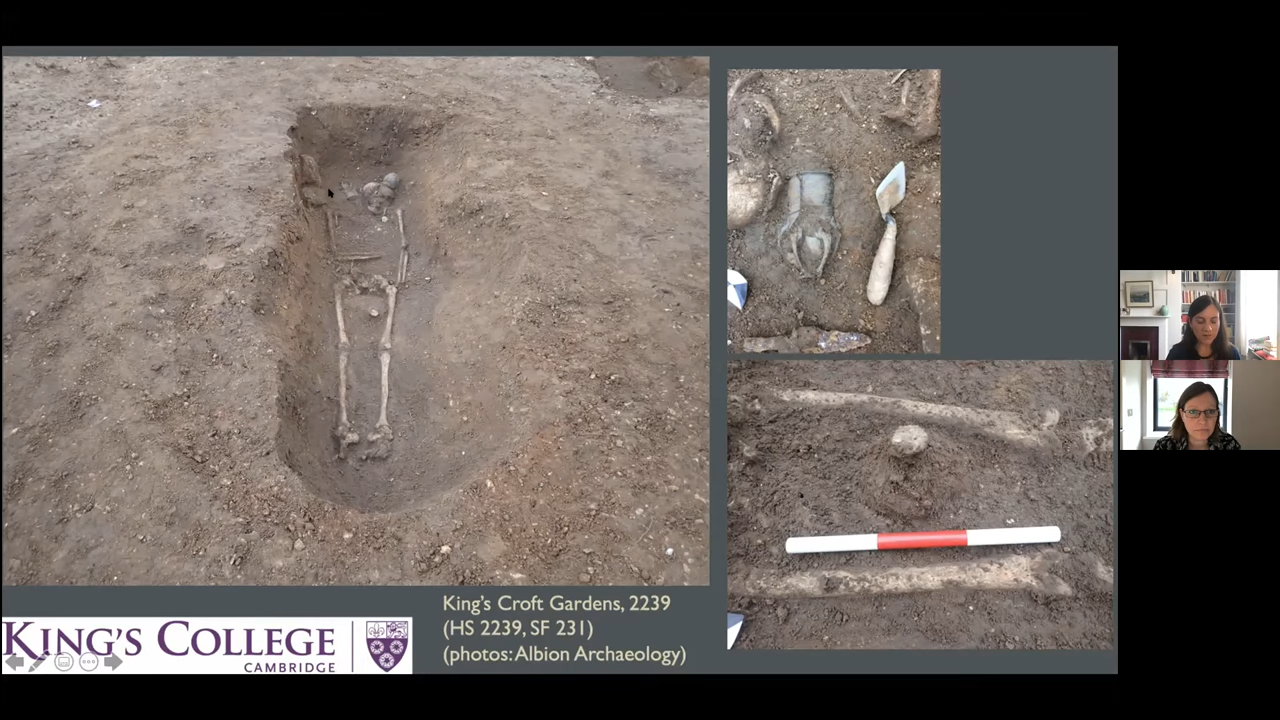 King's Croft Gardens, 2239
(HS 2239, SF 231)
(photos: Albion Archaeology)
KING'S COLLEGE
CAMBRIDGE